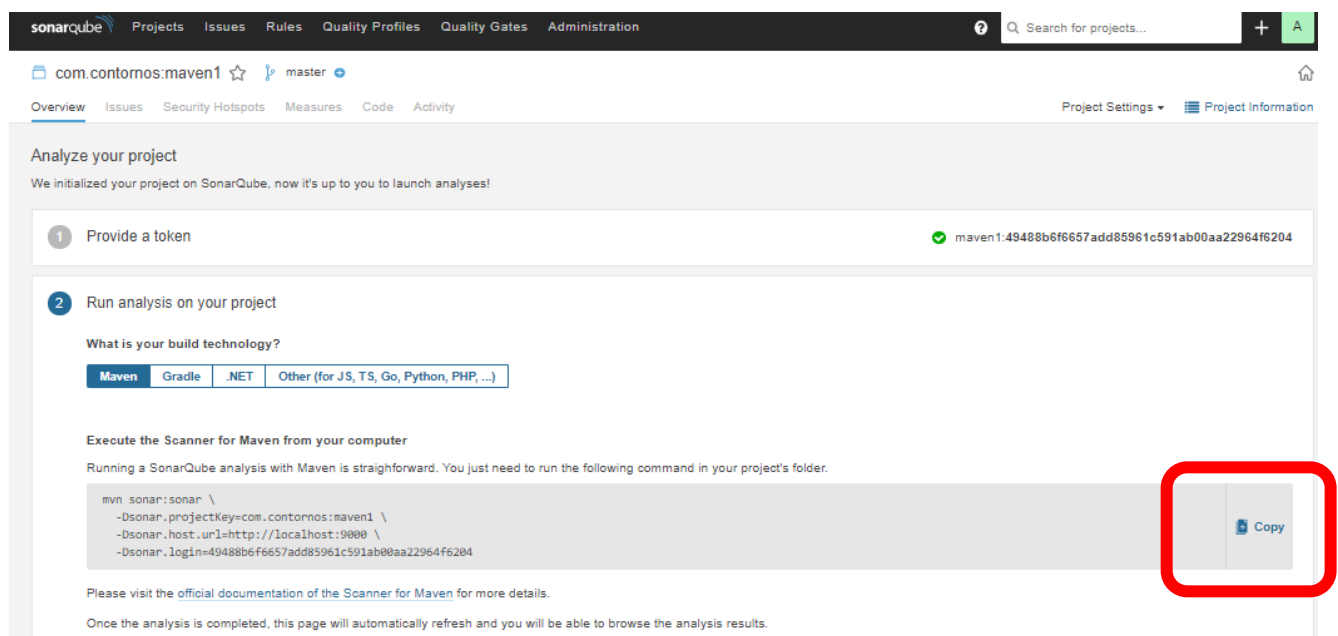 sonarqube Projects Issues Rules Quality Profiles Quality Gates Administration ? Search for projects... + A
com.contornos:maven1 master
Overview Issues Security Hotspots Measures Code Activity Project Settings Project Information
Analyze your project
We initialized your project on SonarQube, now it's up to you to launch analyses!
1 Provide a token maven1:49488b6f6657add85961c591ab00aa22964f6204
2 Run analysis on your project
What is your build technology?
Maven Gradle .NET Other (for JS, TS, Go, Python, PHP, ...)
Execute the Scanner for Maven from your computer
Running a SonarQube analysis with Maven is straighforward. You just need to run the following command in your project's folder.
mvn sonar:sonar \
-Dsonar.projectKey=com.contornos:maven1 \
-Dsonar.host.url=http://localhost:9000 \
-Dsonar.login=49488b6f6657add85961c591ab00aa22964f6204
Copy
Please visit the official documentation of the Scanner for Maven for more details.
Once the analysis is completed, this page will automatically refresh and you will be able to browse the analysis results.